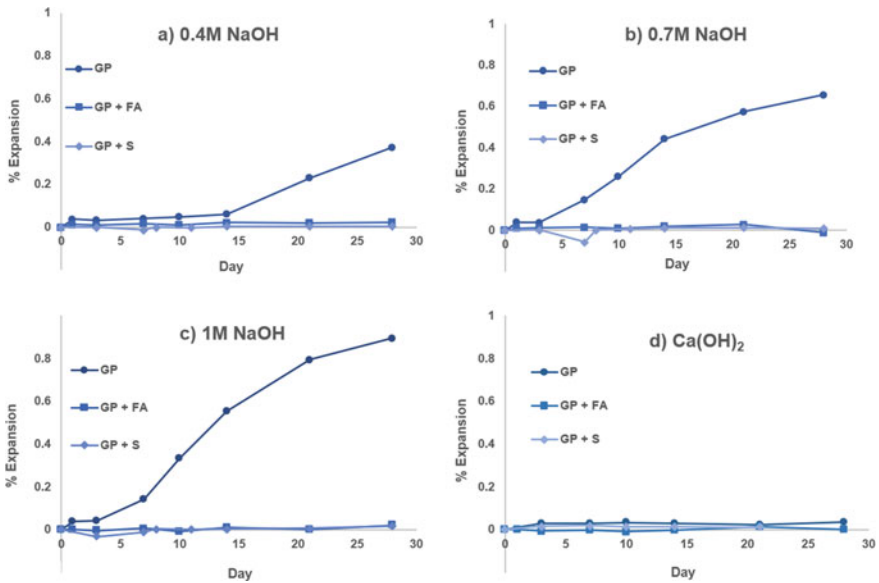 a) 0.4M NaOH
% Expansion
1
0.8
0.6
0.4
0.2
0
GP
GP + FA
GP + S
0 5 10 15 20 25 30
Day
b) 0.7M NaOH
% Expansion
1
0.8
0.6
0.4
0.2
0
GP
GP + FA
GP + S
0 5 10 15 20 25 30
Day
c) 1M NaOH
% Expansion
0.8
0.6
0.4
0.2
0
GP
GP + FA
GP + S
0 5 10 15 20 25 30
Day
d) Ca(OH)₂
% Expansion
1
0.8
0.6
0.4
0.2
0
GP
GP + FA
GP + S
0 5 10 15 20 25 30
Day